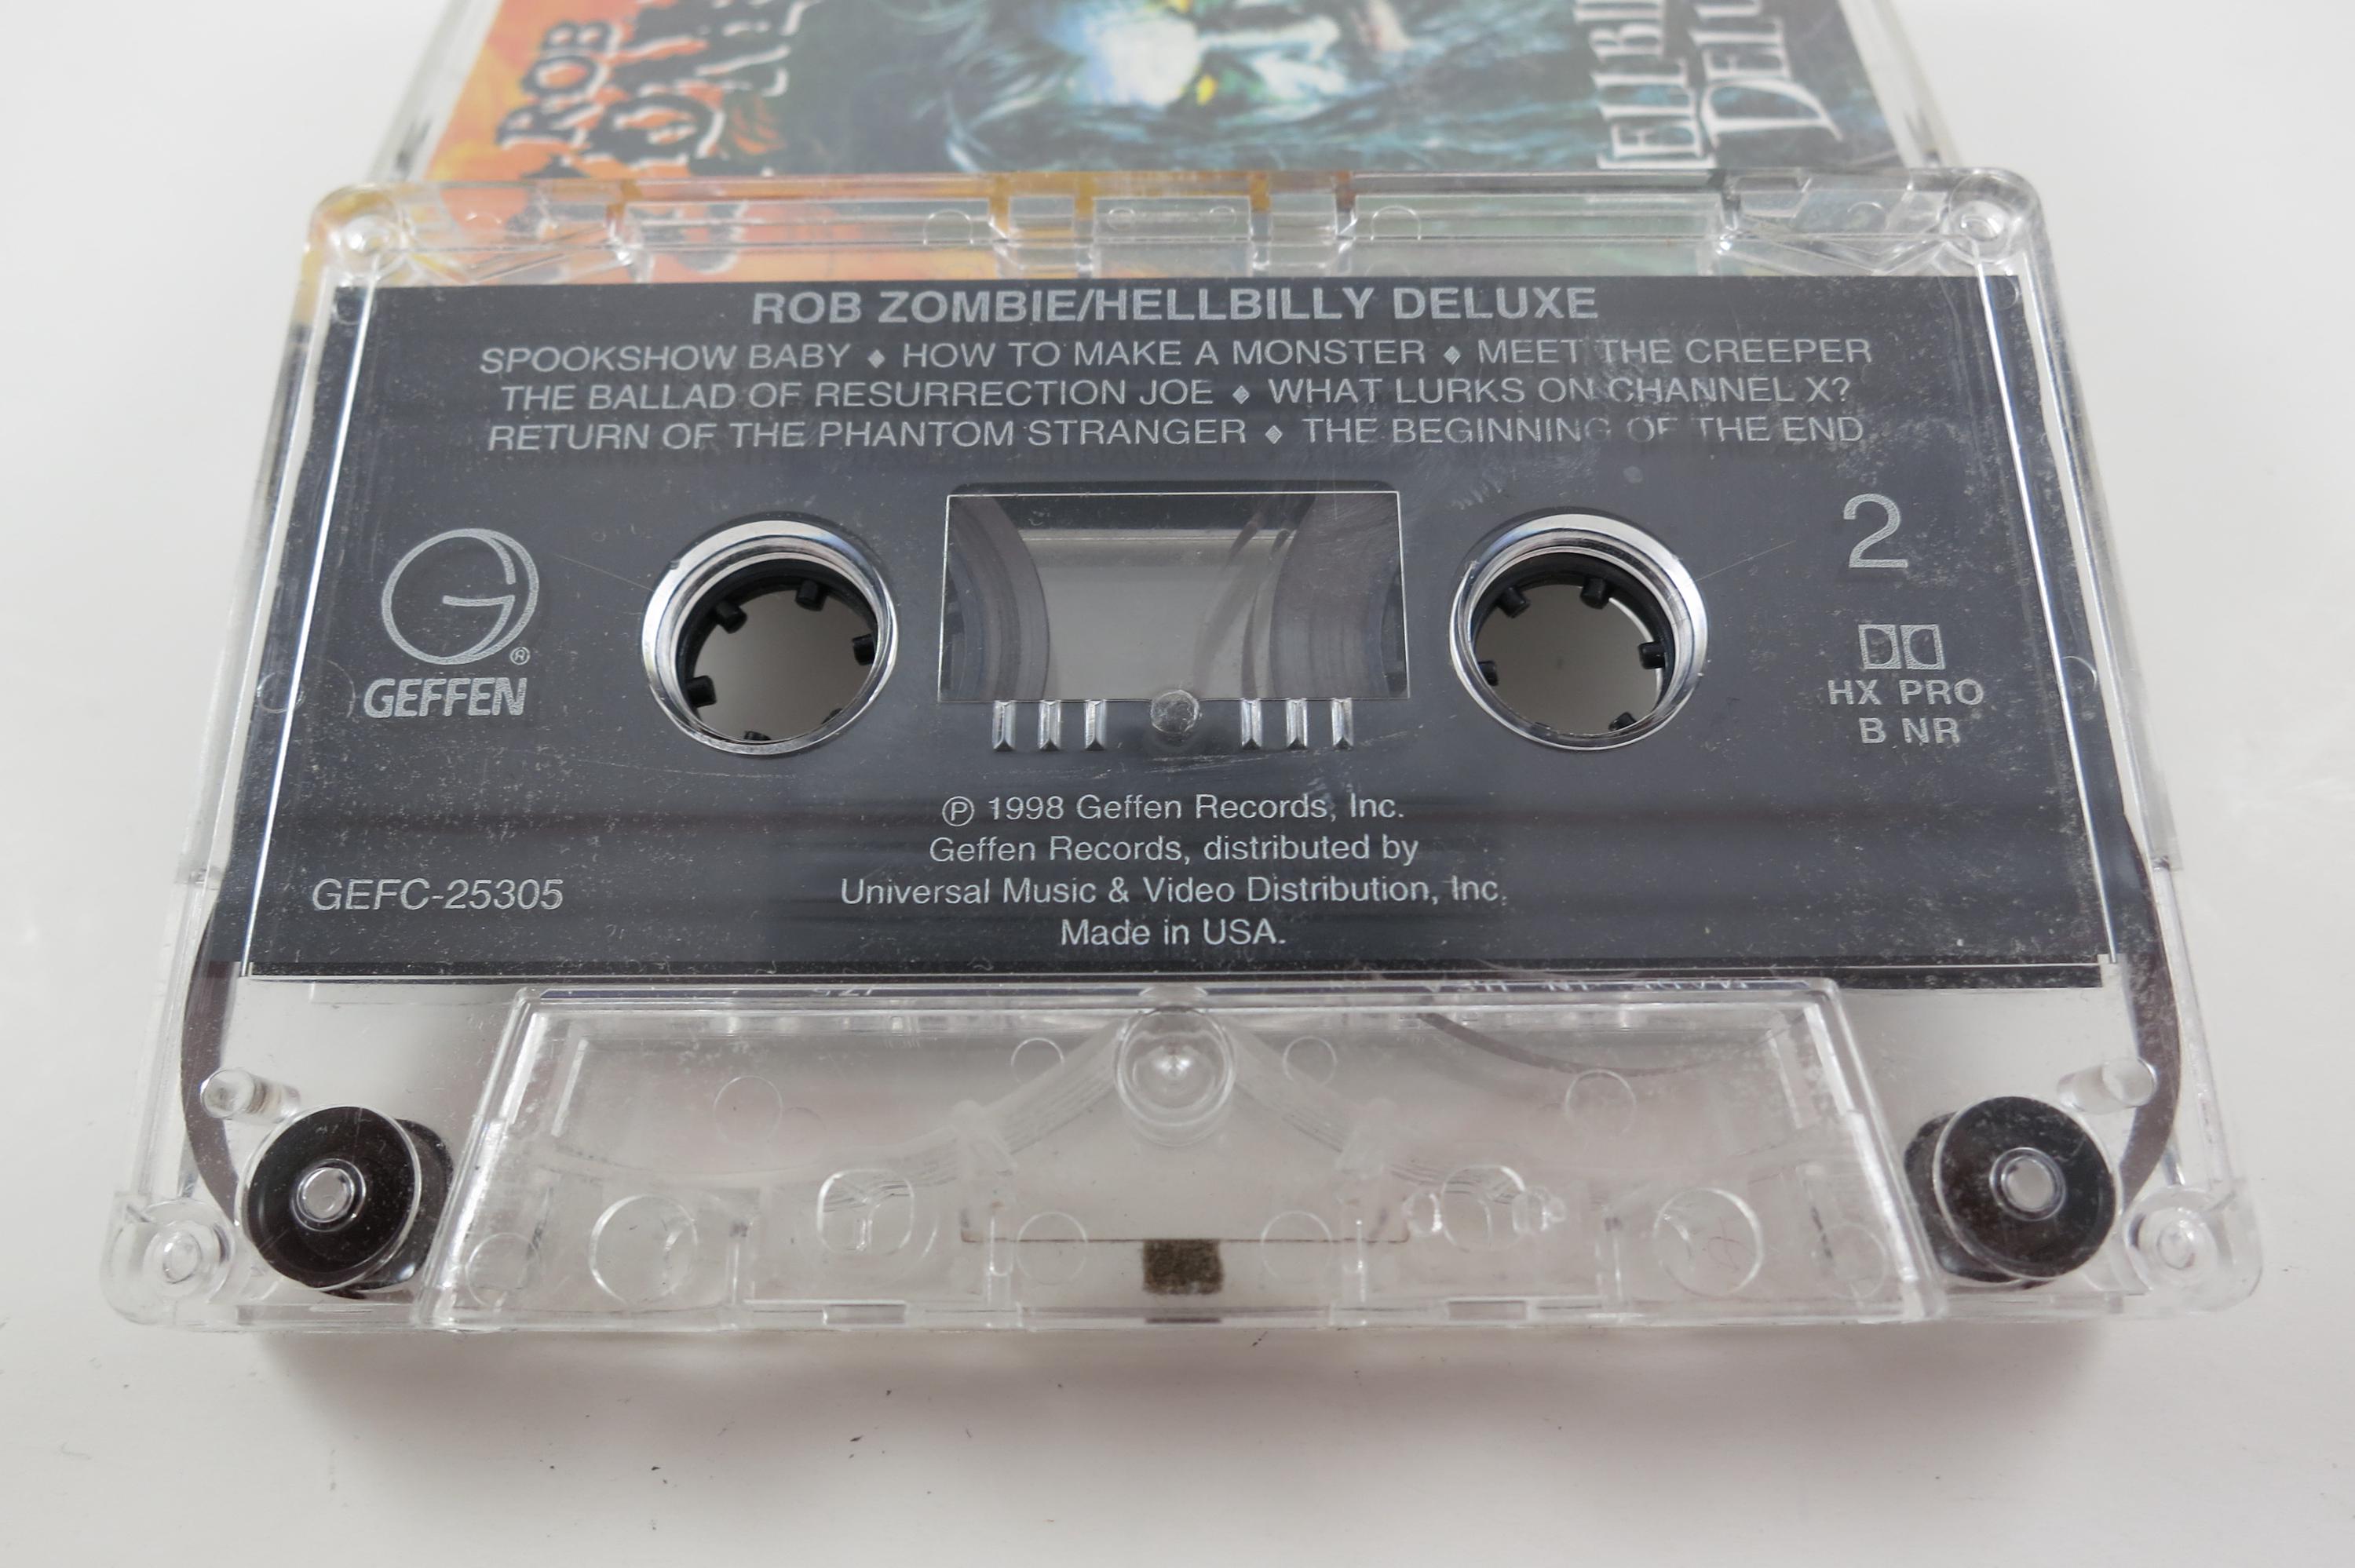 ROB
ROB ZOMBIE/HELLBILLY DELUXE
SPOOKSHOW BABY ◆ HOW TO MAKE A MONSTER ◆ MEET THE CREEPER
THE BALLAD OF RESURRECTION JOE ◆ WHAT LURKS ON CHANNEL X?
RETURN OF THE PHANTOM STRANGER ◆ THE BEGINNING OF THE END
G®
GEFFEN
2
HX PRO
B NR
℗ 1998 Geffen Records, Inc.
Geffen Records, distributed by
Universal Music & Video Distribution, Inc.
Made in USA.
GEFC-25305